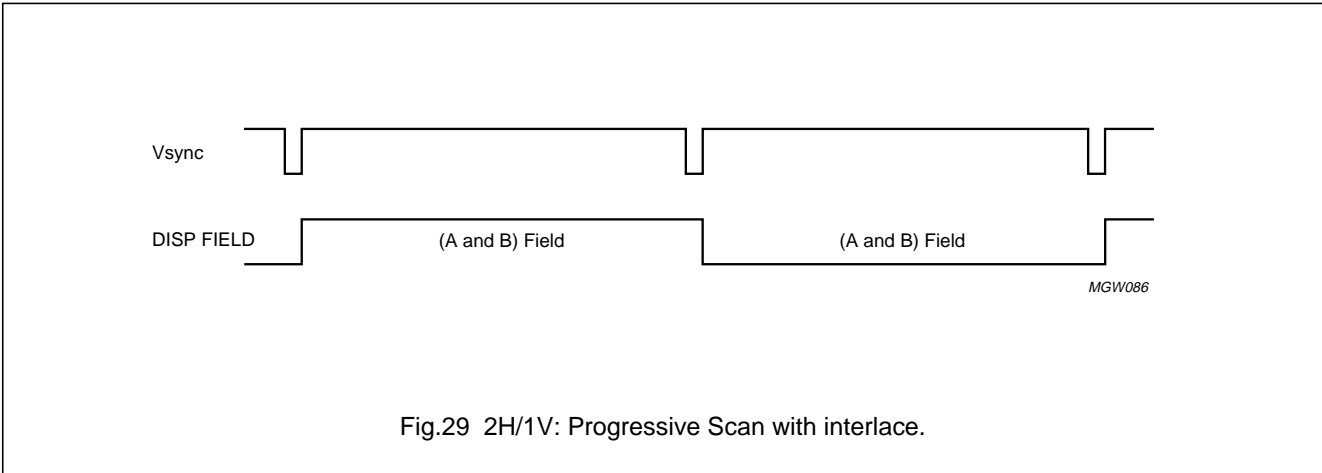 Vsync
DISP FIELD
(A and B) Field
(A and B) Field
MGW086
Fig.29 2H/1V: Progressive Scan with interlace.